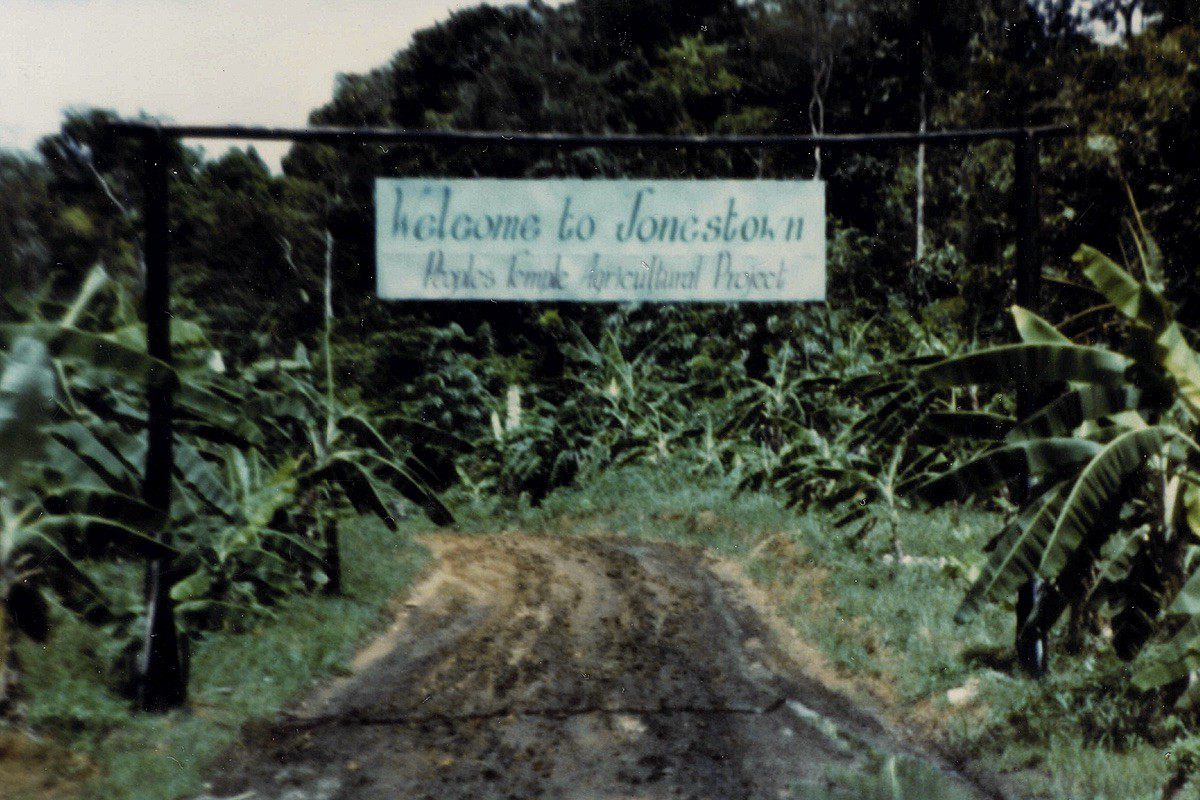 Welcome to Jonestown
Peoples Temple Agricultural Project